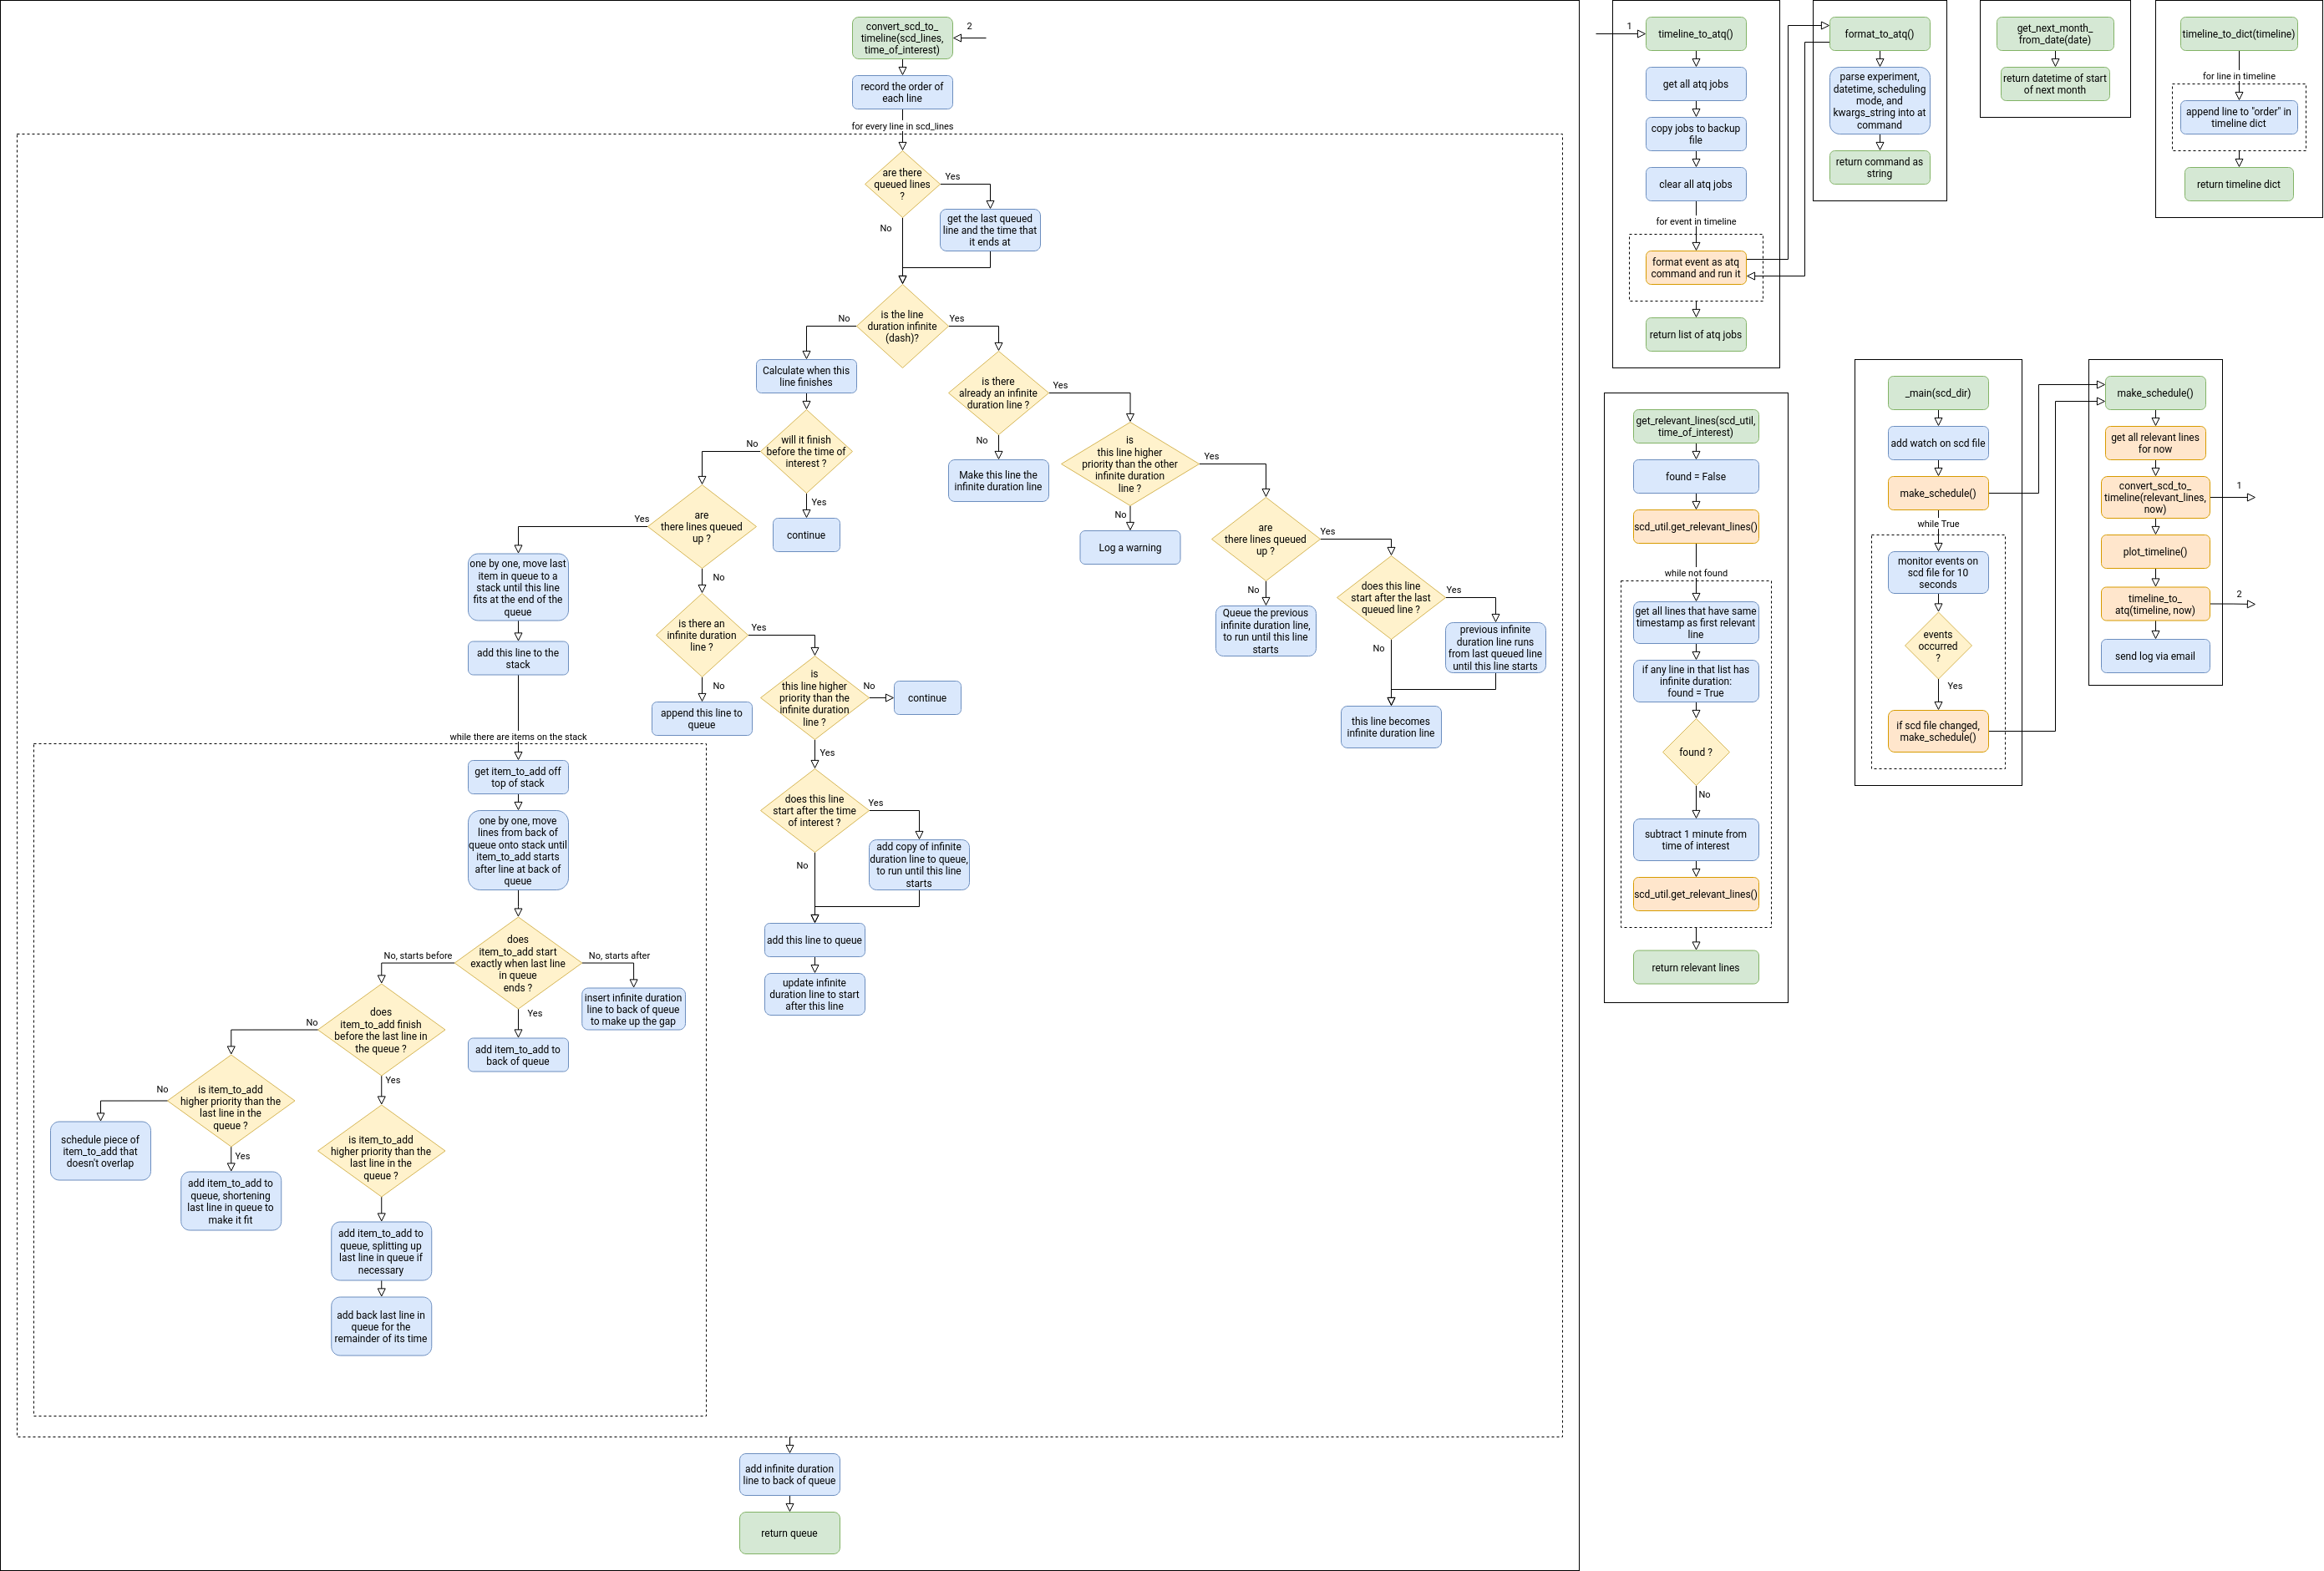 convert_scd_to_
timeline(scd_lines,
time_of_interest)
2
record the order of
each line
for every line in scd_lines
are there
queued lines
?
Yes
No
get the last queued
line and the time that
it ends at
is the line
duration infinite
(dash)?
No
Yes
Calculate when this
line finishes
will it finish
before the time of
interest ?
No
Yes
continue
is there
already an infinite
duration line ?
Yes
No
Make this line the
infinite duration line
is
this line higher
priority than the other
infinite duration
line ?
Yes
No
Log a warning
are
there lines queued
up ?
Yes
No
Queue the previous
infinite duration line,
to run until this line
starts
does this line
start after the last
queued line ?
Yes
No
previous infinite
duration line runs
from last queued line
until this line starts
this line becomes
infinite duration line
are
there lines queued
up ?
Yes
No
one by one, move last
item in queue to a
stack until this line
fits at the end of the
queue
add this line to the
stack
is there an
infinite duration
line ?
Yes
No
append this line to
queue
is
this line higher
priority than the
infinite duration
line ?
No
continue
Yes
does this line
start after the time
of interest ?
Yes
No
add copy of infinite
duration line to queue,
to run until this line
starts
add this line to queue
update infinite
duration line to start
after this line
while there are items on the stack
get item_to_add off
top of stack
one by one, move
lines from back of
queue onto stack until
item_to_add starts
after line at back of
queue
does
item_to_add start
exactly when last line
in queue
ends ?
No, starts before
No, starts after
Yes
insert infinite duration
line to back of queue
to make up the gap
add item_to_add to
back of queue
does
item_to_add finish
before the last line in
the queue ?
No
Yes
is item_to_add
higher priority than the
last line in the
queue ?
No
Yes
schedule piece of
item_to_add that
doesn't overlap
add item_to_add to
queue, shortening
last line in queue to
make it fit
is item_to_add
higher priority than the
last line in the
queue ?
add item_to_add to
queue, splitting up
last line in queue if
necessary
add back last line in
queue for the
remainder of its time
add infinite duration
line to back of queue
return queue
1
timeline_to_atq()
get all atq jobs
copy jobs to backup
file
clear all atq jobs
for event in timeline
format event as atq
command and run it
return list of atq jobs
format_to_atq()
parse experiment,
datetime, scheduling
mode, and
kwargs_string into at
command
return command as
string
get_next_month_
from_date(date)
return datetime of start
of next month
timeline_to_dict(timeline)
for line in timeline
append line to "order" in
timeline dict
return timeline dict
get_relevant_lines(scd_util,
time_of_interest)
found = False
scd_util.get_relevant_lines()
while not found
get all lines that have same
timestamp as first relevant
line
if any line in that list has
infinite duration:
found = True
found ?
No
subtract 1 minute from
time of interest
scd_util.get_relevant_lines()
return relevant lines
_main(scd_dir)
add watch on scd file
make_schedule()
while True
monitor events on
scd file for 10
seconds
events
occurred
?
Yes
if scd file changed,
make_schedule()
make_schedule()
get all relevant lines
for now
convert_scd_to_
timeline(relevant_lines,
now)
1
plot_timeline()
timeline_to_
atq(timeline, now)
2
send log via email